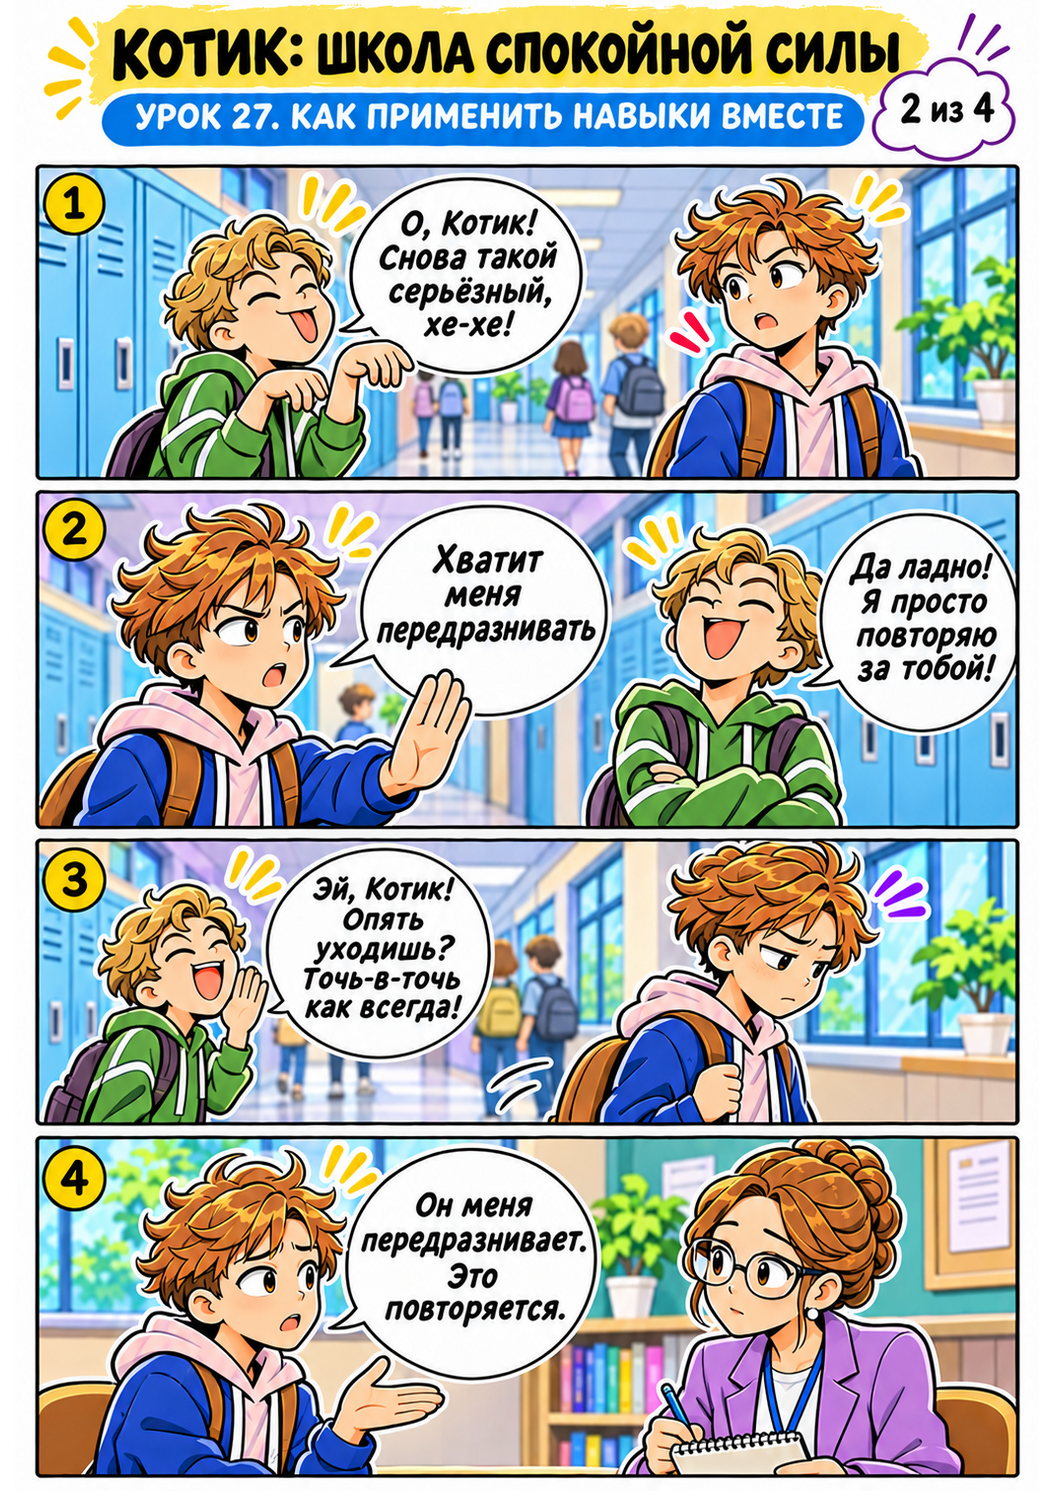 КОТИК: ШКОЛА СПОКОЙНОЙ СИЛЫ
УРОК 27. КАК ПРИМЕНИТЬ НАВЫКИ ВМЕСТЕ
2 из 4
1
О, Котик!
Снова такой
серьёзный,
хе-хе!
2
Хватит
меня
передразнивать
Да ладно!
Я просто
повторяю
за тобой!
3
Эй, Котик!
Опять
уходишь?
Точь-в-точь
как всегда!
4
Он меня
передразнивает.
Это
повторяется.